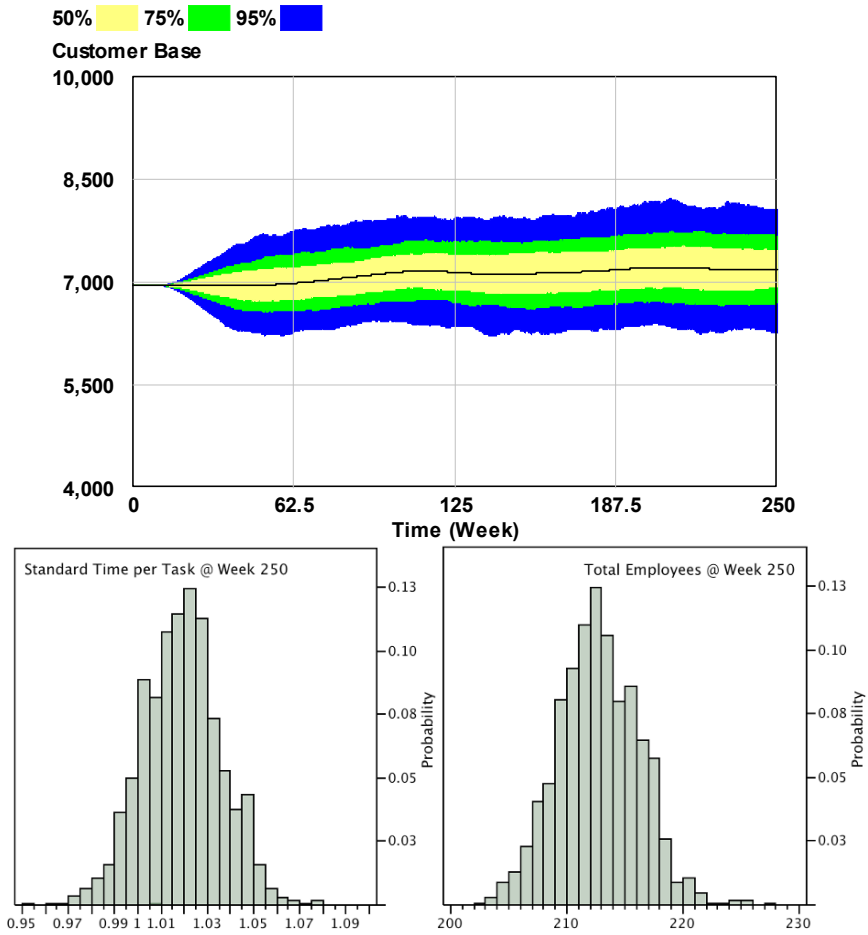 50% 75% 95%
Customer Base
10,000
8,500
7,000
5,500
4,000
0 62.5 125 187.5 250
Time (Week)
Standard Time per Task @ Week 250
0.13
0.10
0.08
0.05
0.03
Probability
0.95 0.97 0.99 1 1.01 1.03 1.05 1.07 1.09
Total Employees @ Week 250
0.13
0.10
0.08
0.05
0.03
Probability
200 210 220 230